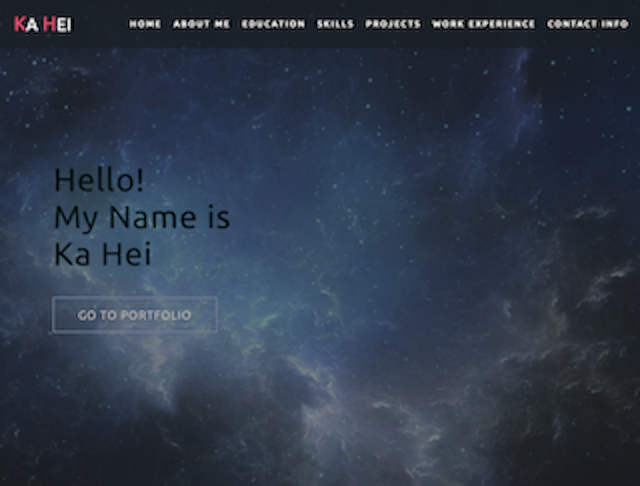 KA HEI
HOME ABOUT ME EDUCATION SKILLS PROJECTS WORK EXPERIENCE CONTACT INFO
Hello!
My Name is
Ka Hei
GO TO PORTFOLIO